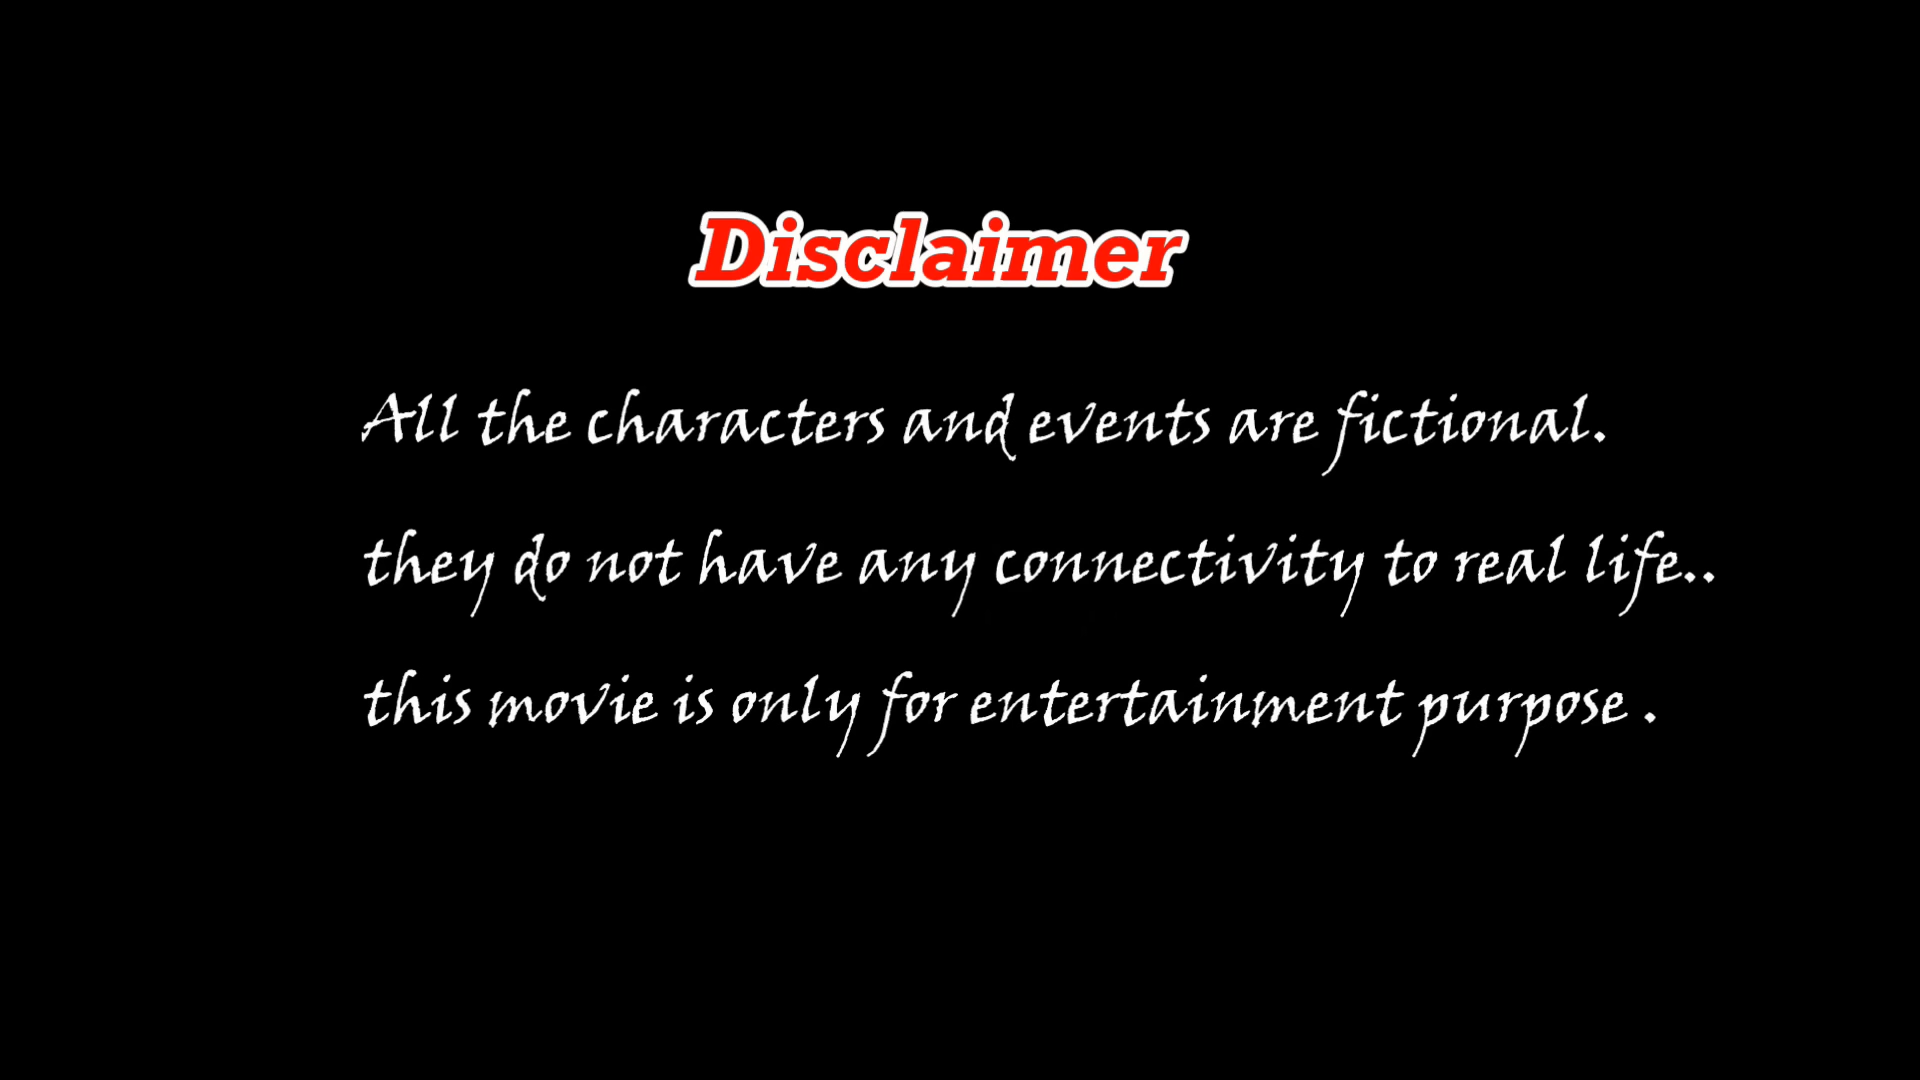 Disclaimer
All the characters and events are fictional.
they do not have any connectivity to real life..
this movie is only for entertainment purpose .